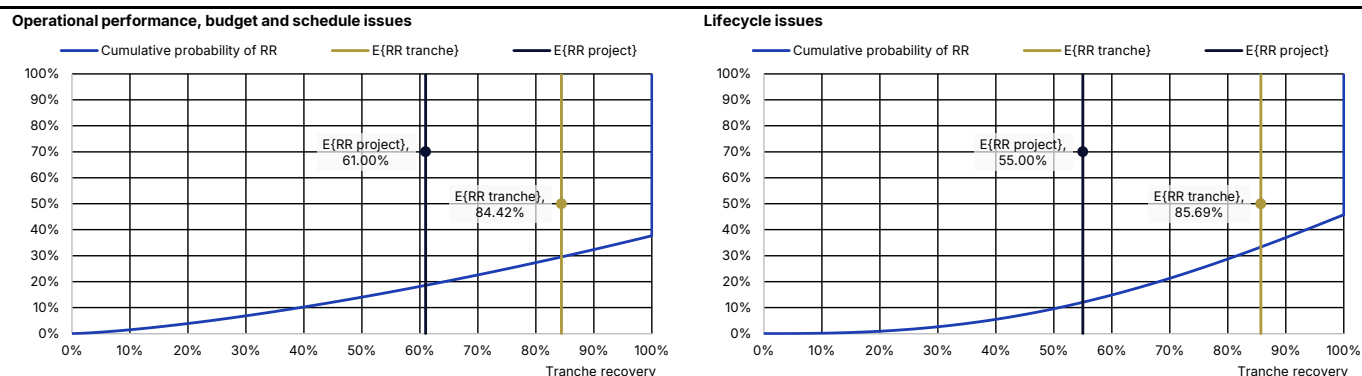 Operational performance, budget and schedule issues
Cumulative probability of RR
E{RR tranche}
E{RR project}
100%
90%
80%
70%
60%
50%
40%
30%
20%
10%
0%
E{RR project},
61.00%
E{RR tranche},
84.42%
0% 10% 20% 30% 40% 50% 60% 70% 80% 90% 100%
Tranche recovery
Lifecycle issues
Cumulative probability of RR
E{RR tranche}
E{RR project}
100%
90%
80%
70%
60%
50%
40%
30%
20%
10%
0%
E{RR project},
55.00%
E{RR tranche},
85.69%
0% 10% 20% 30% 40% 50% 60% 70% 80% 90% 100%
Tranche recovery